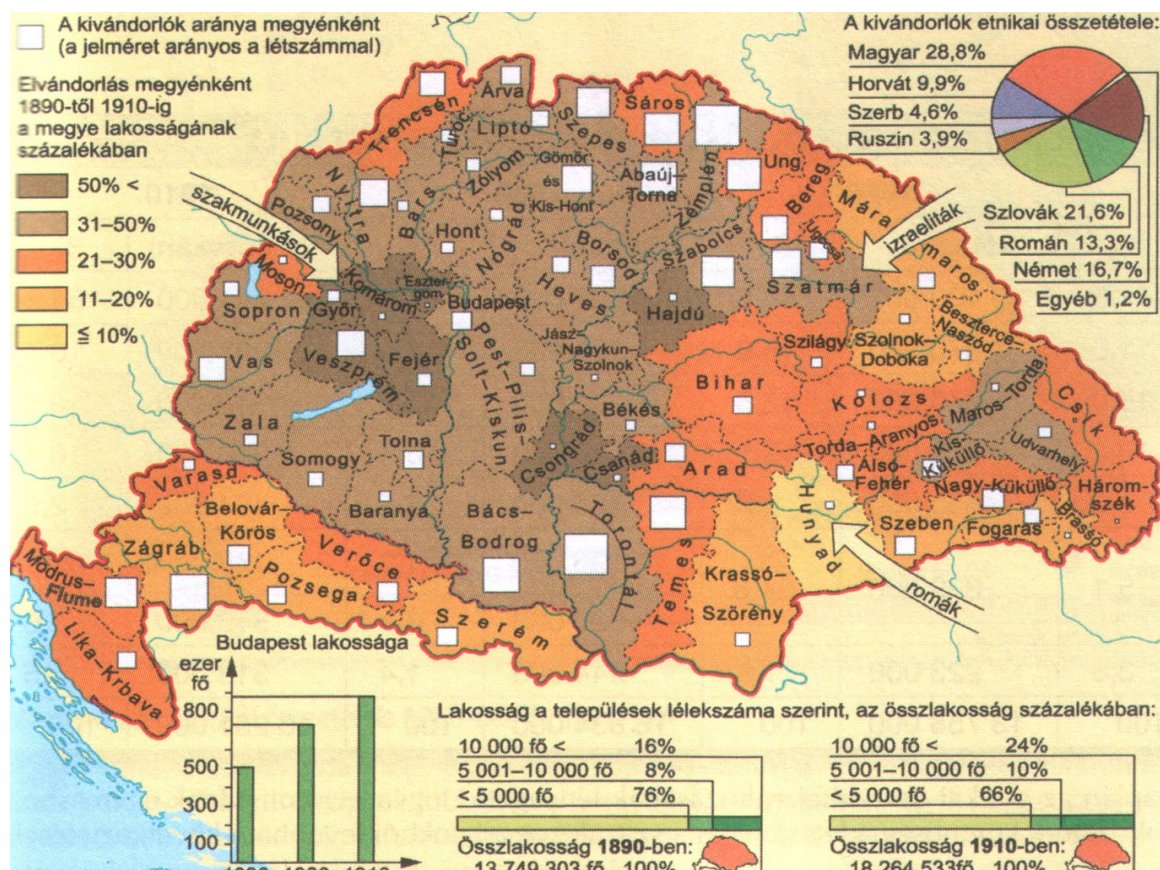 A kivándorlók aránya megyénként
(a jelméret arányos a létszámmal)
Elvándorlás megyénként
1890-től 1910-ig
a megye lakosságának
százalékában
50% <
31–50%
21–30%
11–20%
≦ 10%
A kivándorlók etnikai összetétele:
Magyar 28,8%
Horvát 9,9%
Szerb 4,6%
Ruszin 3,9%
Szlovák 21,6%
Román 13,3%
Német 16,7%
Egyéb 1,2%
szakmunkások
izraeliták
romák
Árva
Trencsén
Turóc
Liptó
Szepes
Sáros
Zemplén
Ung
Bereg
Ugocsa
Máramaros
Pozsony
Nyitra
Bars
Zólyom
Gömör
és
Kis-Hont
Abaúj-
Torna
Hont
Nógrád
Borsod
Heves
Szabolcs
Szatmár
Moson
Sopron
Győr
Komárom
Eszter-
gom
Budapest
Hajdú
Szilágy
Szolnok-
Doboka
Beszterce-
Naszód
Vas
Veszprém
Fejér
Pest–Pilis–
Solt–Kiskun
Jász-
Nagykun-
Szolnok
Bihar
Kolozs
Maros-Torda
Csík
Zala
Somogy
Tolna
Baranya
Csongrád
Békés
Csanád
Arad
Torda-Aranyos
Kis-
Küküllő
Udvarhely
Alsó-
Fehér
Nagy-Küküllő
Három-
szék
Varasd
Belovár-
Kőrös
Zágráb
Verőce
Pozsega
Szerém
Bács–
Bodrog
Torontál
Temes
Krassó–
Szörény
Hunyad
Szeben
Fogaras
Brassó
Modrus–
Fiume
Lika–Krbava
Budapest lakossága
ezer
fő
800
500
300
100
Lakosság a települések lélekszáma szerint, az összlakosság százalékában:
10 000 fő < 16%
5 001–10 000 fő 8%
< 5 000 fő 76%
Összlakosság 1890-ben:
13 749 303 fő 100%
10 000 fő < 24%
5 001–10 000 fő 10%
< 5 000 fő 66%
Összlakosság 1910-ben:
18 264 533 fő 100%